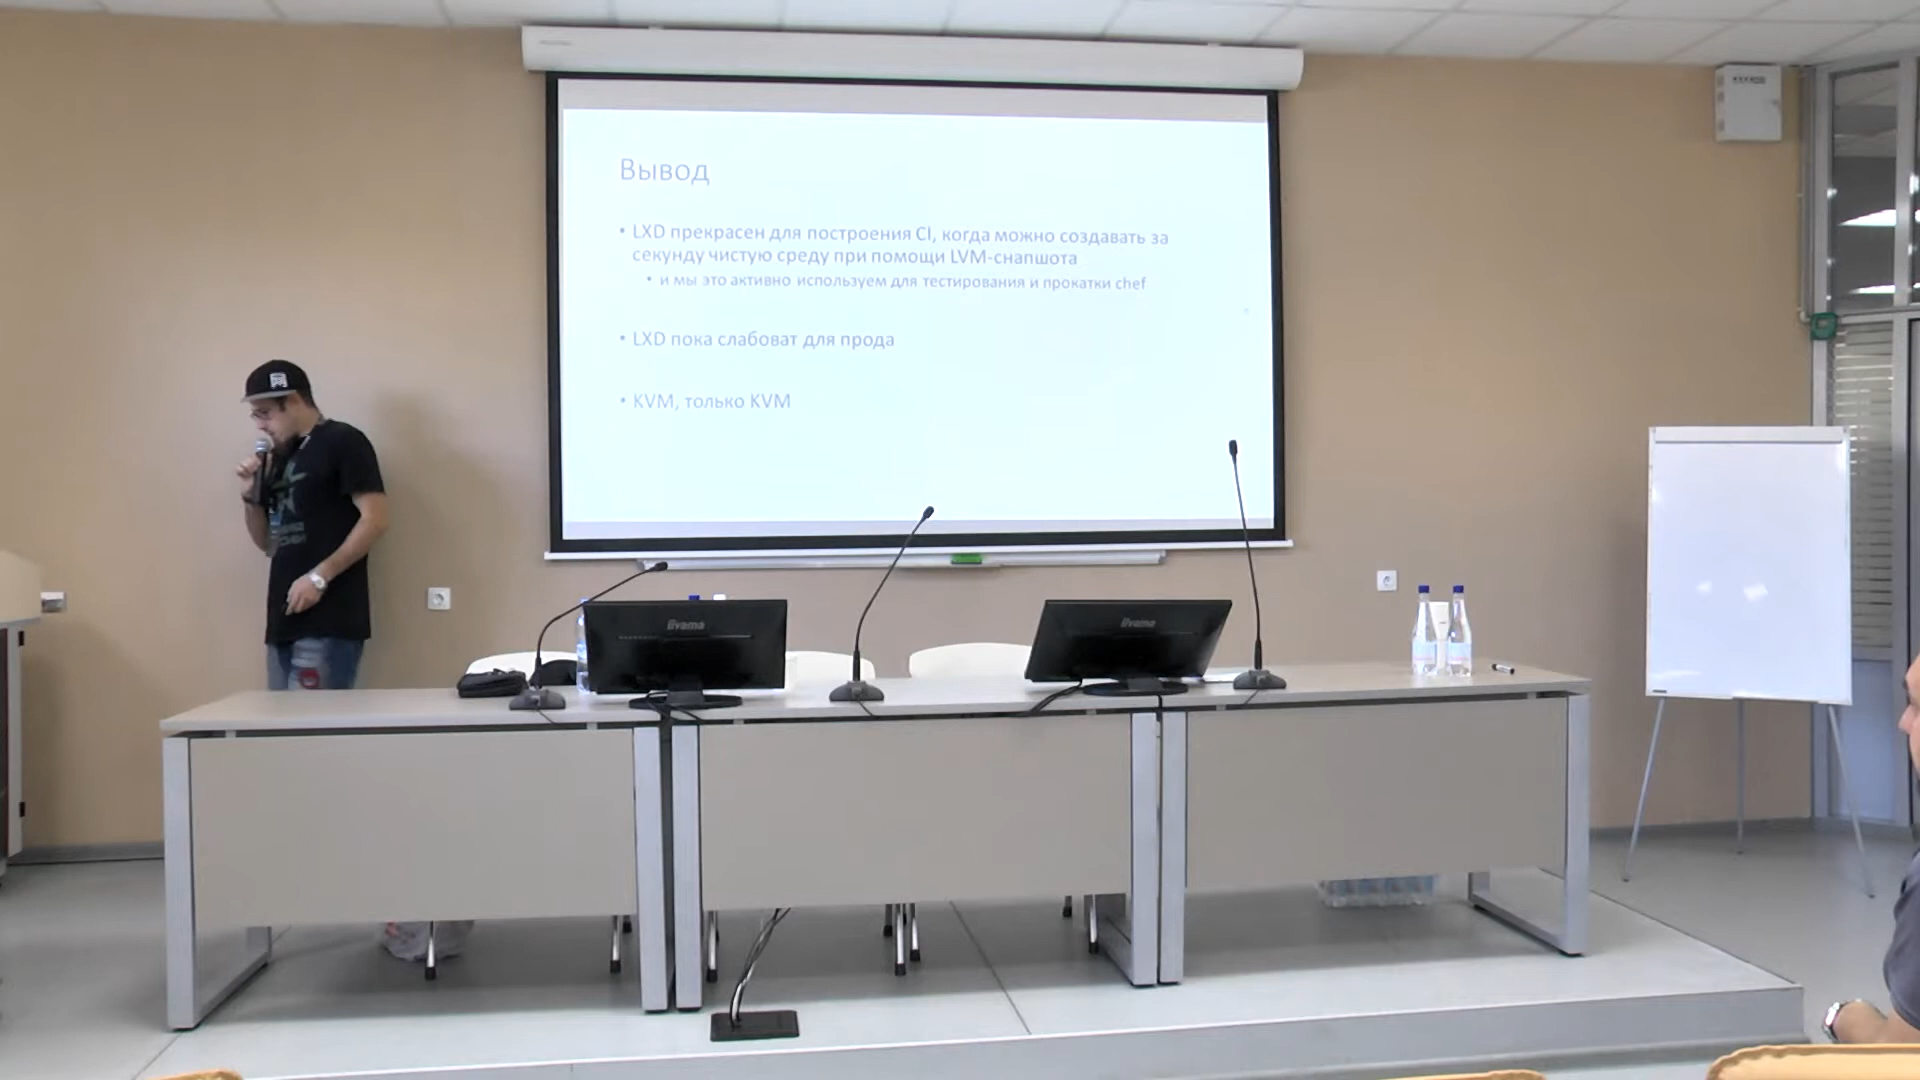 Вывод
• LXD прекрасен для построения CI, когда можно создавать за
секунду чистую среду при помощи LVM-снапшота
• и мы это активно используем для тестирования и прокатки chef
• LXD пока слабоват для прода
• KVM, только KVM
iiyama
iiyama